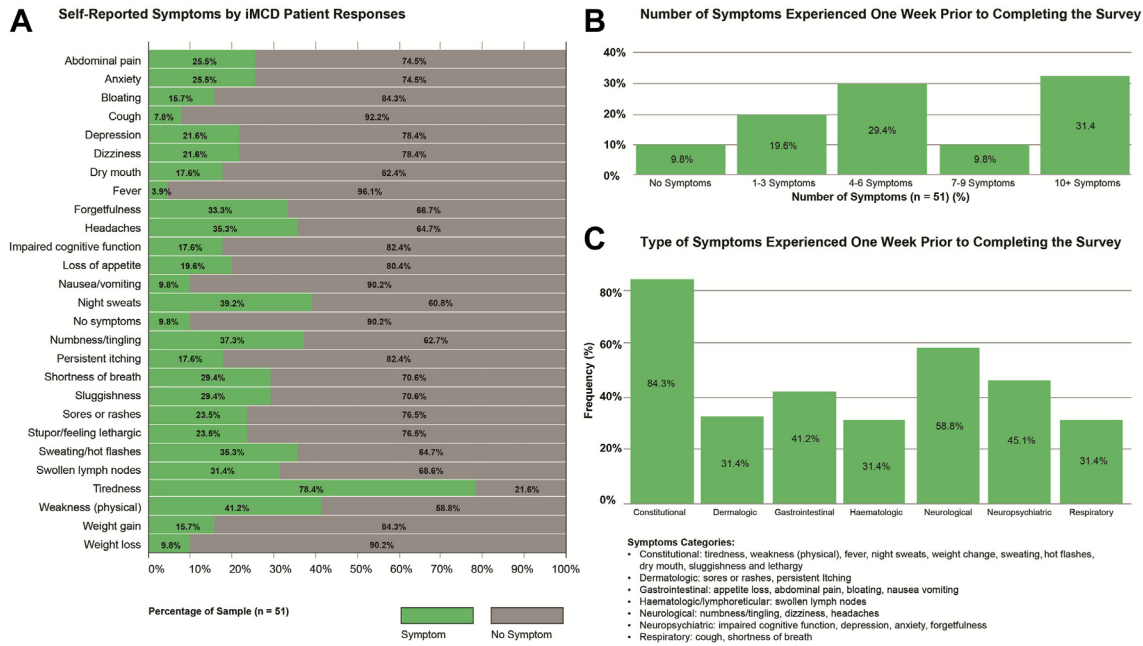 A
Self-Reported Symptoms by iMCD Patient Responses
0% 10% 20% 30% 40% 50% 60% 70% 80% 90% 100%
Abdominal pain 25.5% 74.5%
Anxiety 25.5% 74.5%
Bloating 15.7% 84.3%
Cough 7.8% 92.2%
Depression 21.6% 78.4%
Dizziness 21.6% 78.4%
Dry mouth 17.6% 82.4%
Fever 3.9% 96.1%
Forgetfulness 33.3% 66.7%
Headaches 35.3% 64.7%
Impaired cognitive function 17.6% 82.4%
Loss of appetite 19.6% 80.4%
Nausea/vomiting 9.8% 90.2%
Night sweats 39.2% 60.8%
No symptoms 9.8% 90.2%
Numbness/tingling 37.3% 62.7%
Persistent itching 17.6% 82.4%
Shortness of breath 29.4% 70.6%
Sluggishness 29.4% 70.6%
Sores or rashes 23.5% 76.5%
Stupor/feeling lethargic 23.5% 76.5%
Sweating/hot flashes 35.3% 64.7%
Swollen lymph nodes 31.4% 68.6%
Tiredness 78.4% 21.6%
Weakness (physical) 41.2% 58.8%
Weight gain 15.7% 84.3%
Weight loss 9.8% 90.2%
0% 10% 20% 30% 40% 50% 60% 70% 80% 90% 100%
Percentage of Sample (n = 51)
Symptom No Symptom
B
Number of Symptoms Experienced One Week Prior to Completing the Survey
40%
30%
20%
10%
0%
9.8% 19.6% 29.4% 9.8% 31.4
No Symptoms 1-3 Symptoms 4-6 Symptoms 7-9 Symptoms 10+ Symptoms
Number of Symptoms (n = 51) (%)
C
Type of Symptoms Experienced One Week Prior to Completing the Survey
Frequency (%)
80%
60%
40%
20%
0%
84.3% 31.4% 41.2% 31.4% 58.8% 45.1% 31.4%
Constitutional Dermalogic Gastrointestinal Haematologic Neurological Neuropsychiatric Respiratory
Symptoms Categories:
• Constitutional: tiredness, weakness (physical), fever, night sweats, weight change, sweating, hot flashes,
dry mouth, sluggishness and lethargy
• Dermatologic: sores or rashes, persistent Itching
• Gastrointestinal: appetite loss, abdominal pain, bloating, nausea vomiting
• Haematologic/lymphoreticular: swollen lymph nodes
• Neurological: numbness/tingling, dizziness, headaches
• Neuropsychiatric: impaired cognitive function, depression, anxiety, forgetfulness
• Respiratory: cough, shortness of breath